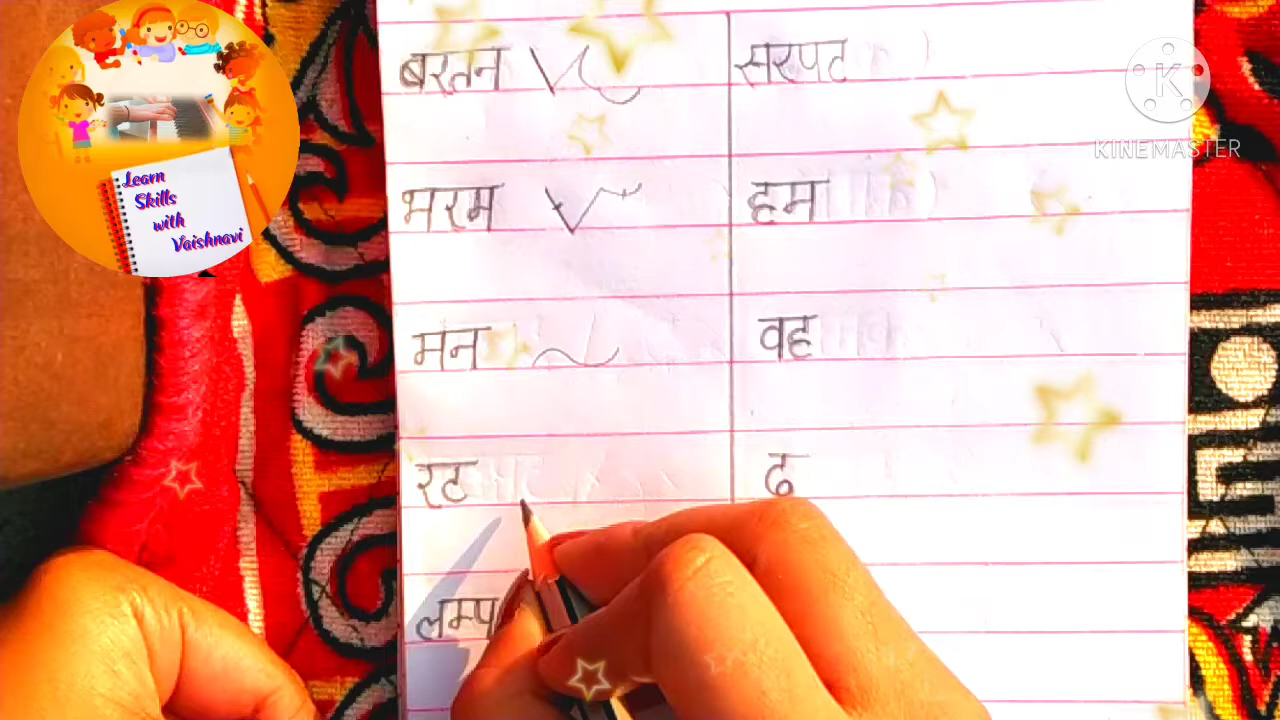 Learn
Skills
with
Vaishnavi
K
KINEMASTER
बरतन
सरपट
भरम
हम
मन
वह
रट
ढ
लम्प